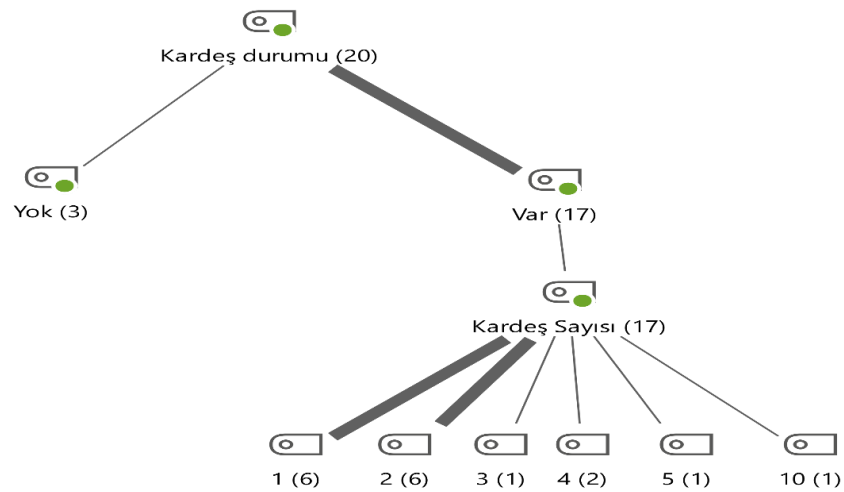 Kardeş durumu (20)
Yok (3)
Var (17)
Kardeş Sayısı (17)
1 (6)
2 (6)
3 (1)
4 (2)
5 (1)
10 (1)